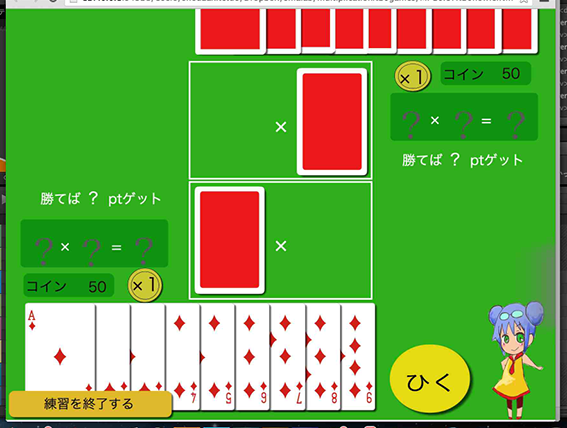 ×1
コイン 50
? × ? = ?
勝てば ? ptゲット
×
勝てば ? ptゲット
? × ? = ?
コイン 50
×1
×
A
4
5
6
7
8
9
ひく
練習を終了する